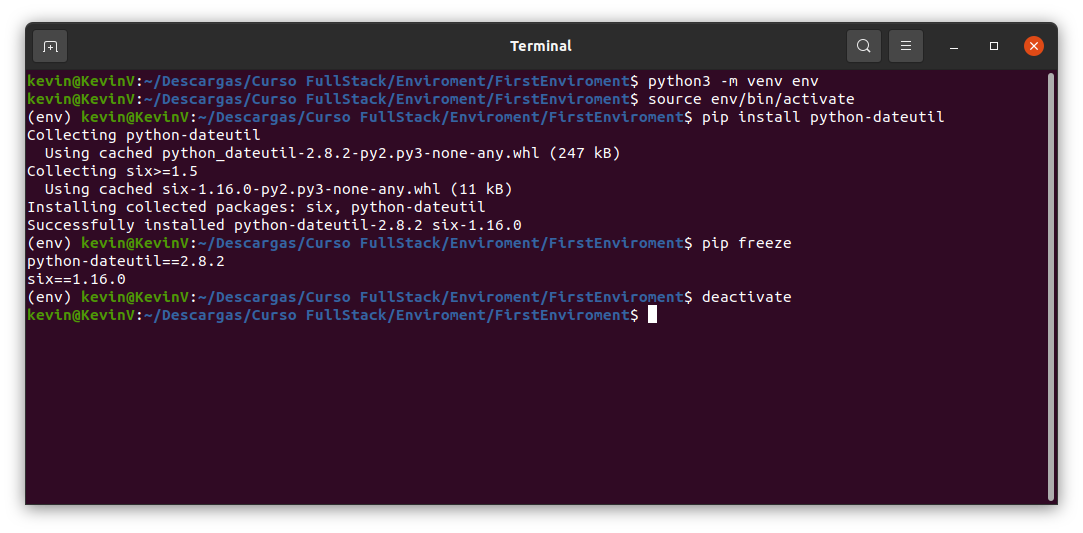 Terminal
kevin@KevinV:~/Descargas/Curso FullStack/Enviroment/FirstEnviroment$ python3 -m venv env
kevin@KevinV:~/Descargas/Curso FullStack/Enviroment/FirstEnviroment$ source env/bin/activate
(env) kevin@KevinV:~/Descargas/Curso FullStack/Enviroment/FirstEnviroment$ pip install python-dateutil
Collecting python-dateutil
  Using cached python_dateutil-2.8.2-py2.py3-none-any.whl (247 kB)
Collecting six>=1.5
  Using cached six-1.16.0-py2.py3-none-any.whl (11 kB)
Installing collected packages: six, python-dateutil
Successfully installed python-dateutil-2.8.2 six-1.16.0
(env) kevin@KevinV:~/Descargas/Curso FullStack/Enviroment/FirstEnviroment$ pip freeze
python-dateutil==2.8.2
six==1.16.0
(env) kevin@KevinV:~/Descargas/Curso FullStack/Enviroment/FirstEnviroment$ deactivate
kevin@KevinV:~/Descargas/Curso FullStack/Enviroment/FirstEnviroment$